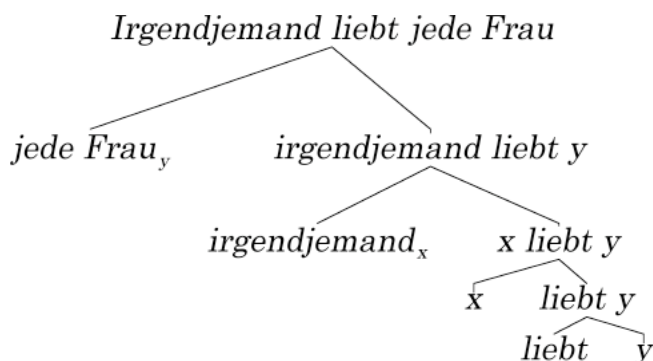 Irgendjemand liebt jede Frau
jede Frau_y irgendjemand liebt y
irgendjemand_x x liebt y
x liebt y
liebt y